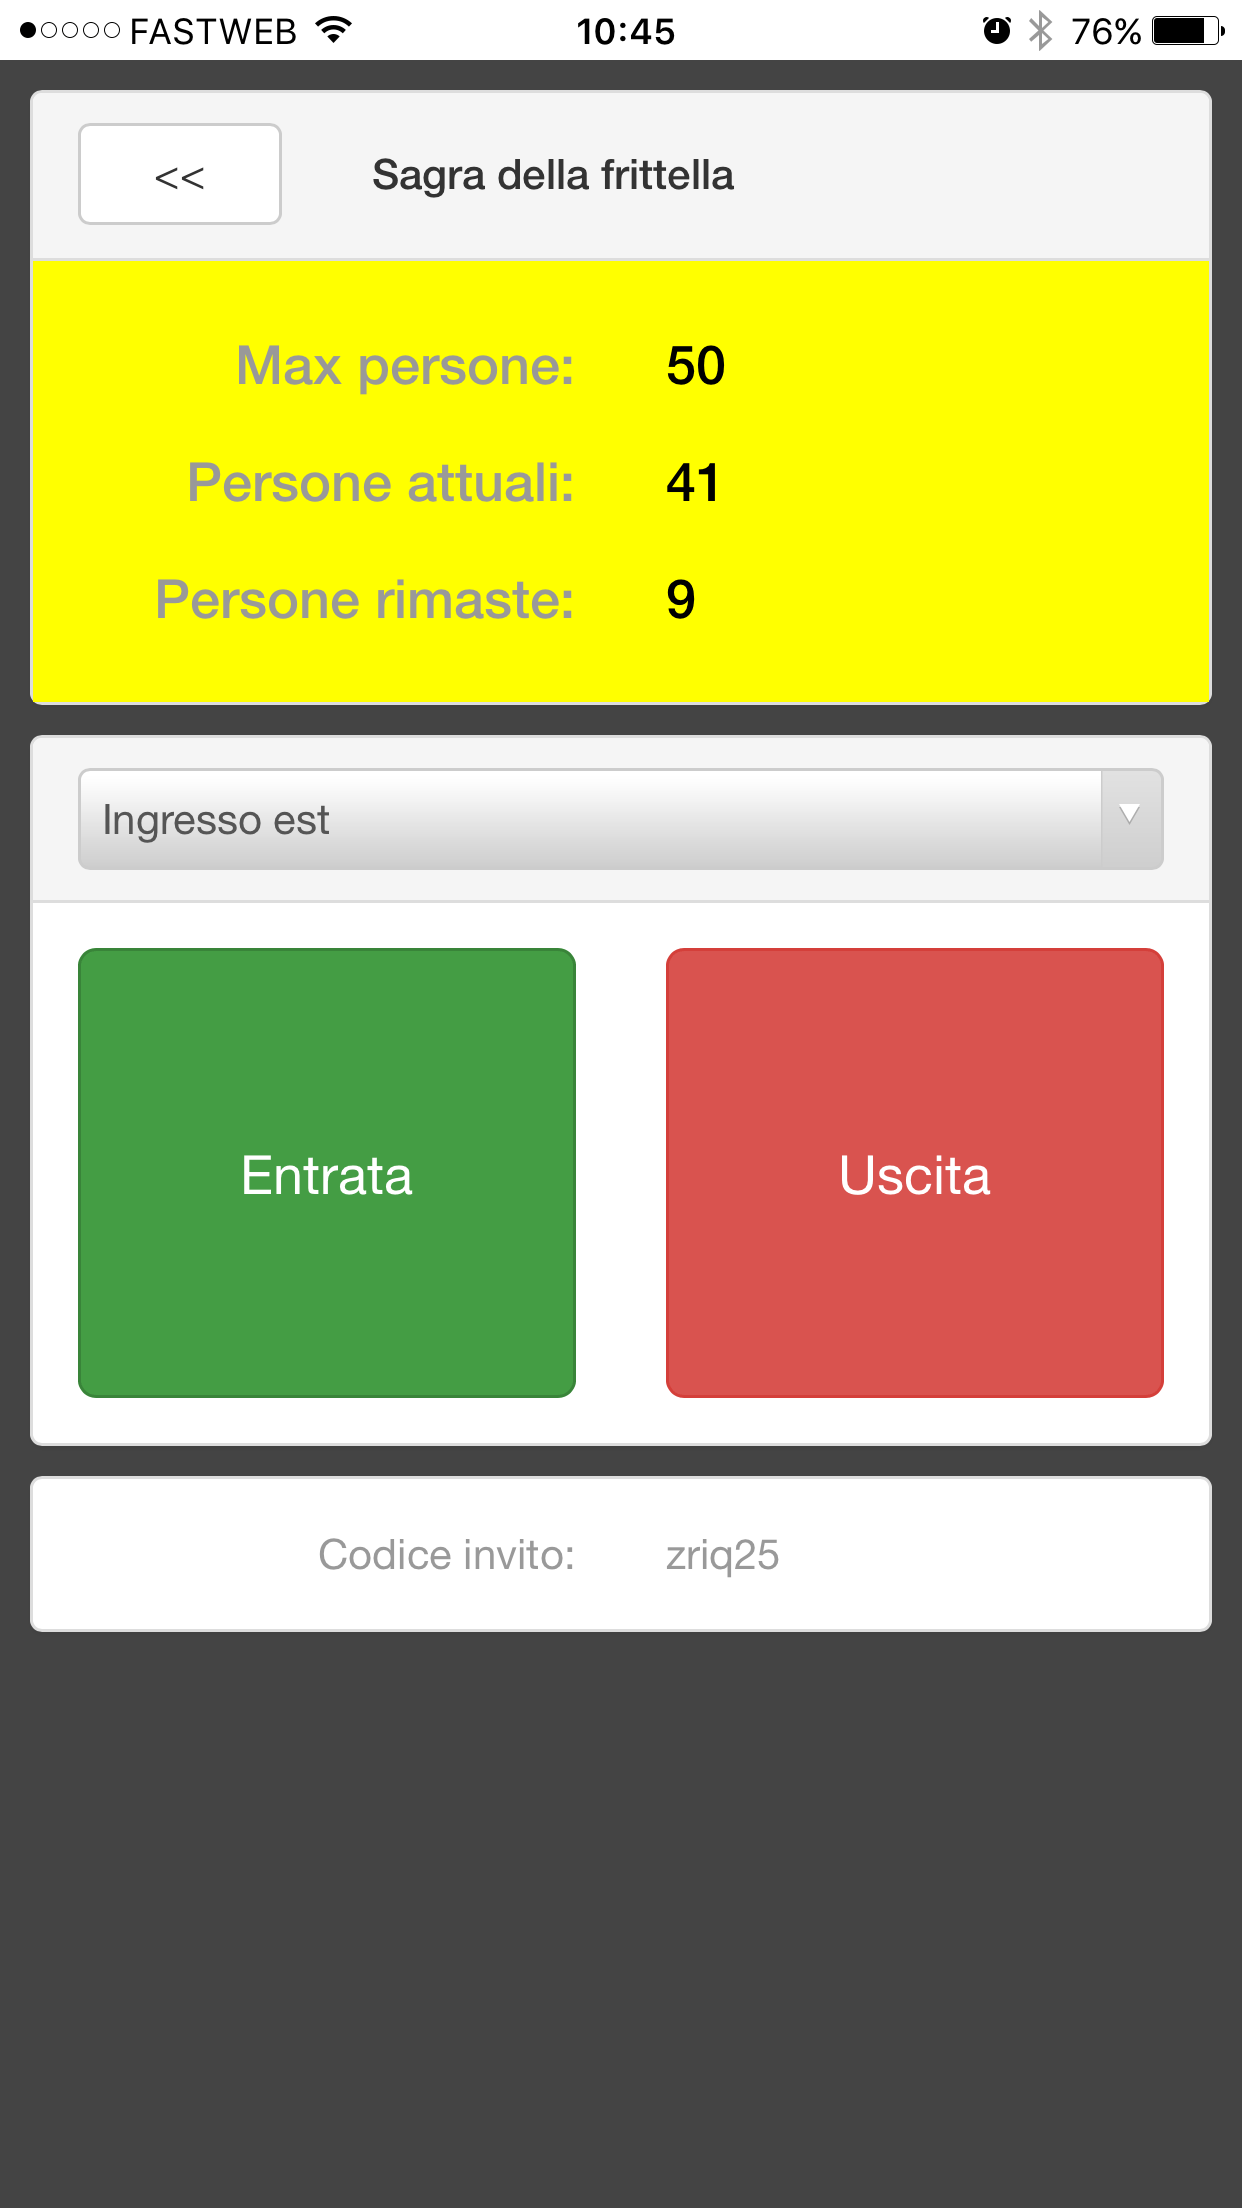 FASTWEB 10:45 76%
<< Sagra della frittella
Max persone: 50
Persone attuali: 41
Persone rimaste: 9
Ingresso est
Entrata Uscita
Codice invito: zriq25